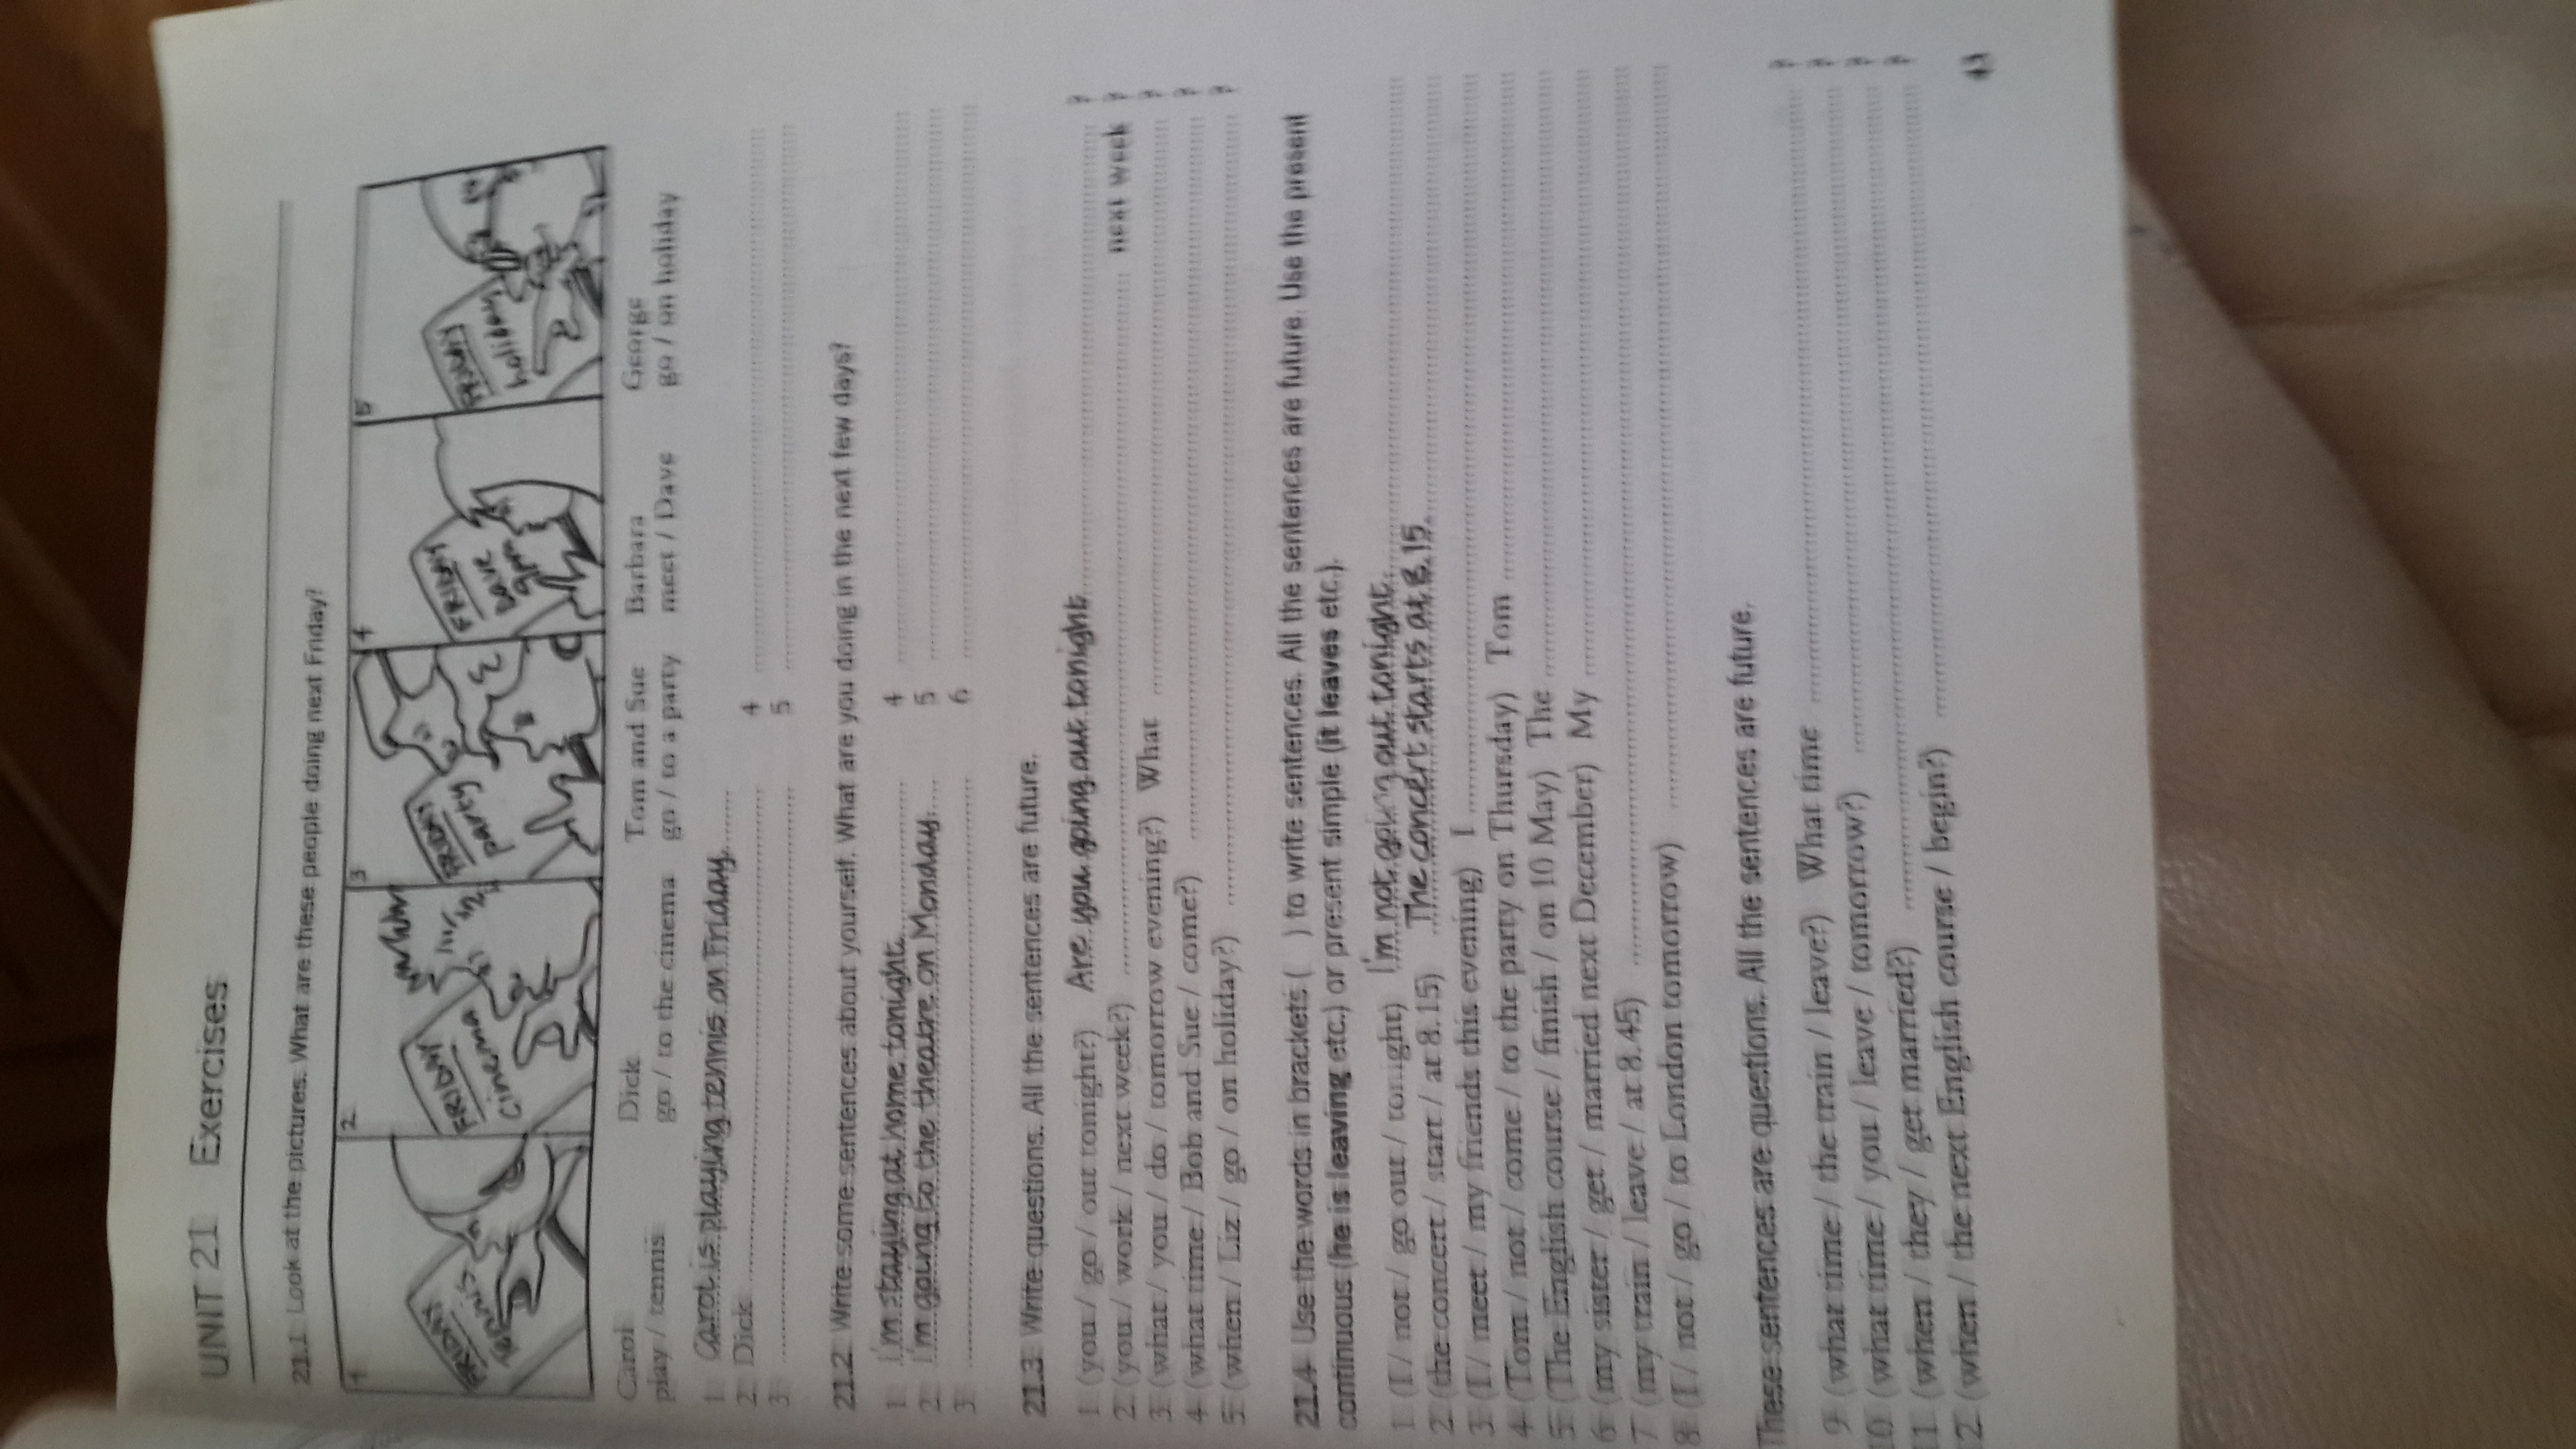 UNIT 21 Exercises
21.1 Look at the pictures. What are these people doing next Friday?
1 2 3 4 5
FRIDAY Tennis
FRIDAY cinema
FRIDAY party
FRIDAY Dave 9pm
FRIDAY holiday
Carol Dick Tom and Sue Barbara George
play / tennis go / to the cinema go / to a party meet / Dave go / on holiday
1 Carol is playing tennis on Friday.
2 Dick 4
3 5
21.2 Write some sentences about yourself. What are you doing in the next few days?
1 I'm staying at home tonight. 4
2 I'm going to the theatre on Monday. 5
3 6
21.3 Write questions. All the sentences are future.
1 (you / go / out tonight?) Are you going out tonight ?
2 (you / work / next week?) next week ?
3 (what / you / do / tomorrow evening?) What ?
4 (what time / Bob and Sue / come?) ?
5 (when / Liz / go / on holiday?) ?
21.4 Use the words in brackets ( ) to write sentences. All the sentences are future. Use the present
continuous (he is leaving etc.) or present simple (it leaves etc.).
1 (I / not / go out / tonight) I'm not going out tonight.
2 (the concert / start / at 8.15) The concert starts at 8.15.
3 (I / meet / my friends this evening) I
4 (Tom / not / come / to the party on Thursday) Tom
5 (The English course / finish / on 10 May) The
6 (my sister / get / married next December) My
7 (my train / leave / at 8.45)
8 (I / not / go / to London tomorrow)
These sentences are questions. All the sentences are future.
9 (what time / the train / leave?) What time ?
10 (what time / you / leave / tomorrow?) ?
11 (when / they / get married?) ?
12 (when / the next English course / begin?) ?
43